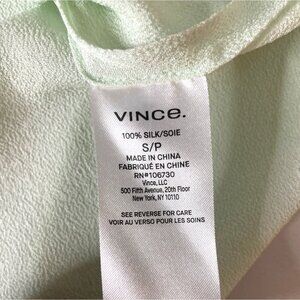 VINCE.
100% SILK/SOIE
S/P
MADE IN CHINA
FABRIQUÉ EN CHINE
RN#106730
Vince, LLC
500 Fifth Avenue, 20th Floor
New York, NY 10110
SEE REVERSE FOR CARE
VOIR AU VERSO POUR LES SOINS